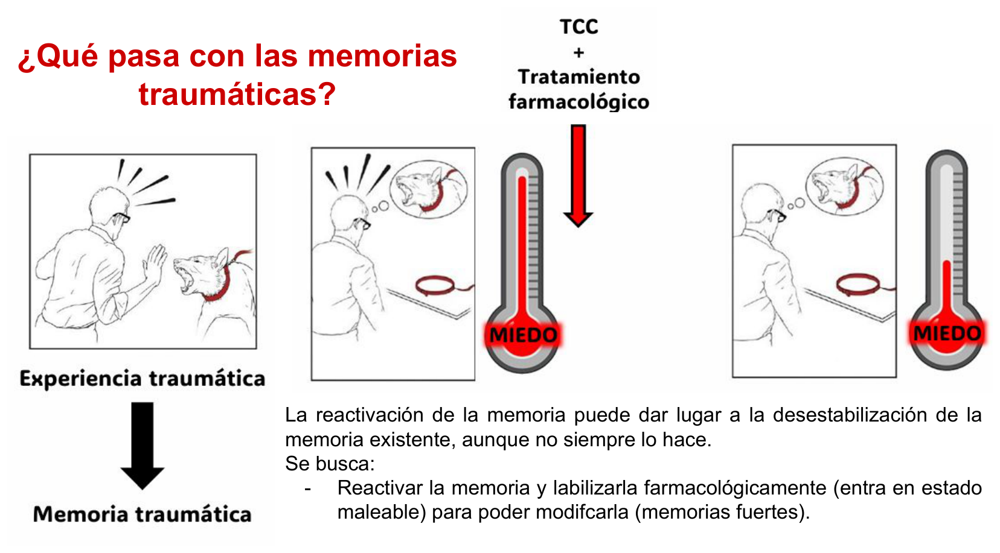 ¿Qué pasa con las memorias
traumáticas?
TCC
+
Tratamiento
farmacológico
MIEDO
MIEDO
Experiencia traumática
Memoria traumática
La reactivación de la memoria puede dar lugar a la desestabilización de la
memoria existente, aunque no siempre lo hace.
Se busca:
- Reactivar la memoria y labilizarla farmacológicamente (entra en estado
maleable) para poder modifcarla (memorias fuertes).